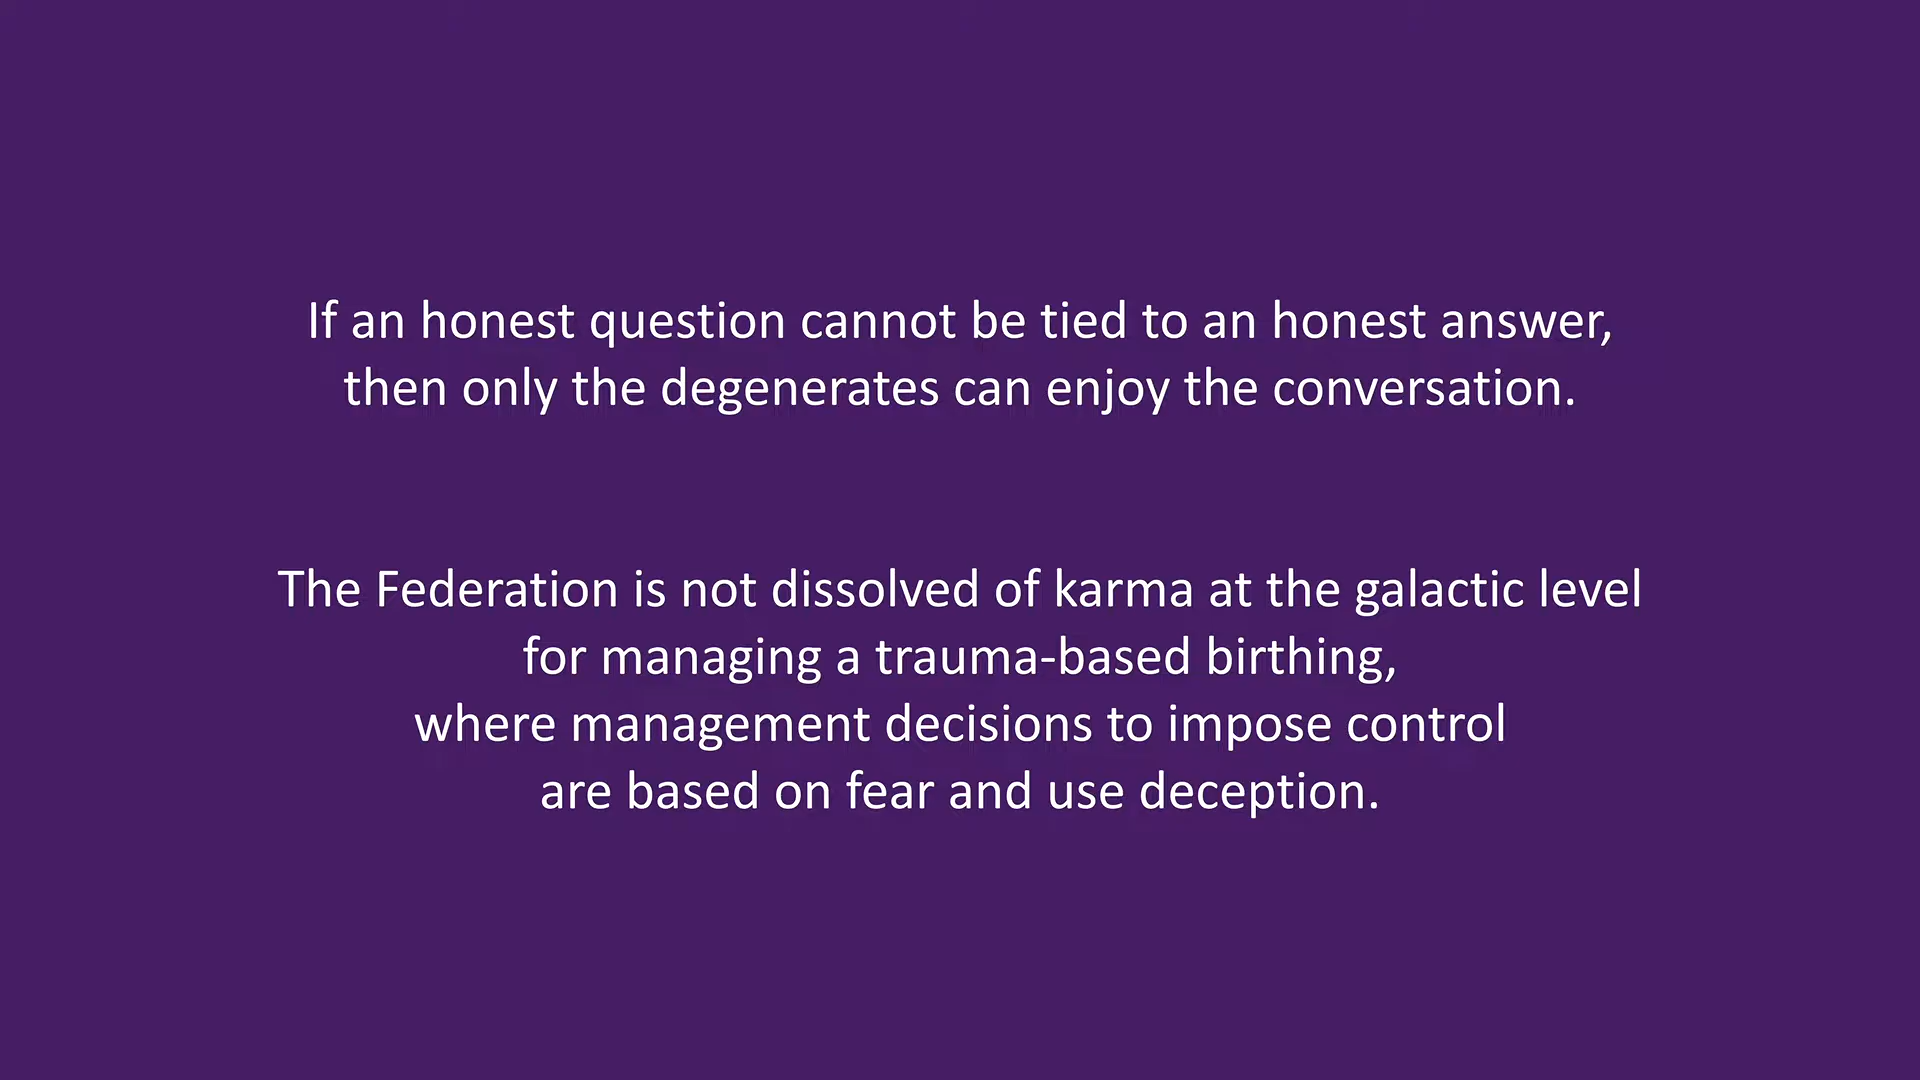 If an honest question cannot be tied to an honest answer,
then only the degenerates can enjoy the conversation.
The Federation is not dissolved of karma at the galactic level
for managing a trauma-based birthing,
where management decisions to impose control
are based on fear and use deception.